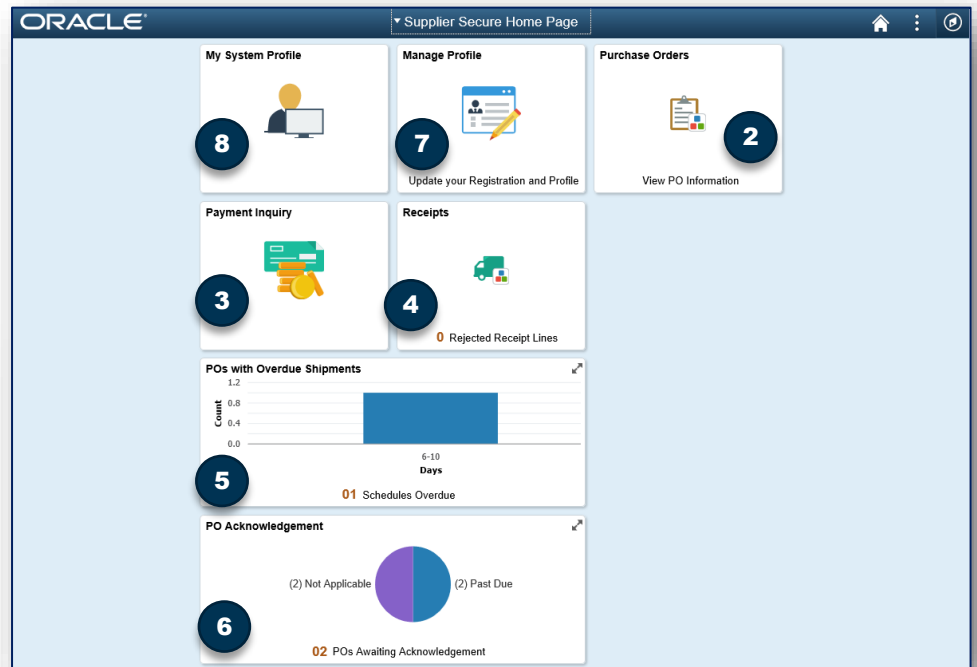 ORACLE
Supplier Secure Home Page
My System Profile
8
Manage Profile
7
Update your Registration and Profile
Purchase Orders
2
View PO Information
Payment Inquiry
3
Receipts
4
0 Rejected Receipt Lines
POs with Overdue Shipments
1.2
0.8
0.4
0.0
Count
6-10
Days
5
01 Schedules Overdue
PO Acknowledgement
(2) Not Applicable
(2) Past Due
6
02 POs Awaiting Acknowledgement